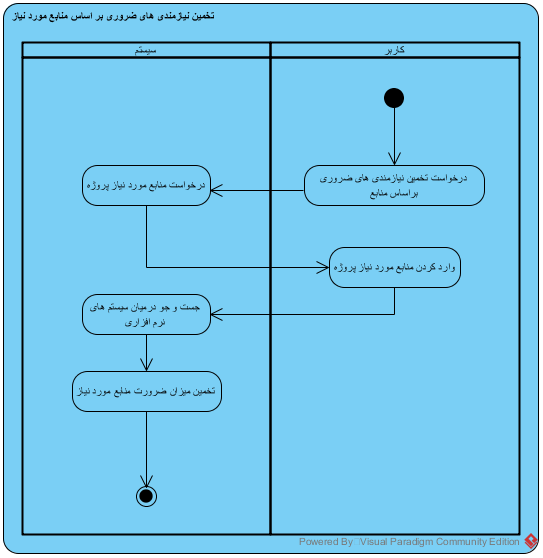 تخمین نیازمندی های ضروری بر اساس منابع مورد نیاز
کاربر
سیستم
درخواست تخمین نیازمندی های ضروری
براساس منابع
درخواست منابع مورد نیاز پروژه
وارد کردن منابع مورد نیاز پروژه
جست و جو درمیان سیستم های
نرم افزاری
تخمین میزان ضرورت منابع مورد نیاز
Powered By Visual Paradigm Community Edition